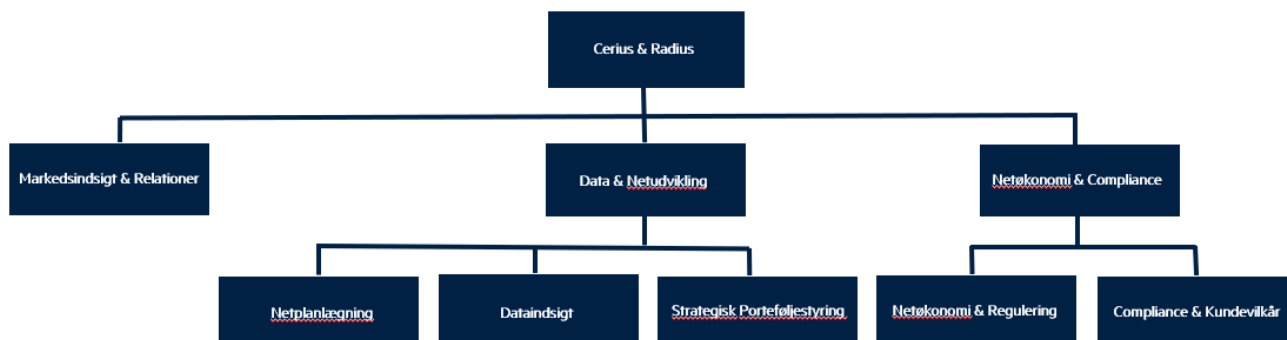 Cerius & Radius
Markedsindsigt & Relationer
Data & Netudvikling
Netøkonomi & Compliance
Netplanlægning
Dataindsigt
Strategisk Porteføljestyring
Netøkonomi & Regulering
Compliance & Kundevilkår